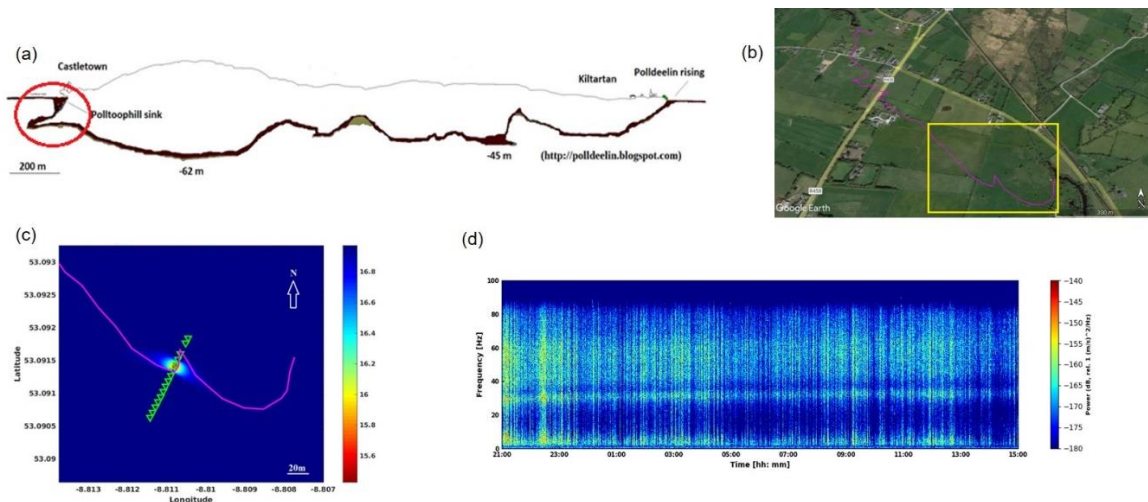 (a)
Castletown
Polltoophill sink
Kiltartan
Polldeelin rising
200 m
-62 m
-45 m
(http://polldeelin.blogspot.com)
(b)
Google Earth
300 m
N
(c)
53.093
53.0925
53.092
53.0915
53.091
53.0905
53.09
Latitude
-8.813
-8.812
-8.811
-8.81
-8.809
-8.808
-8.807
Longitude
N
20m
16.8
16.6
16.4
16.2
16
15.8
15.6
(d)
100
80
60
40
20
0
Frequency [Hz]
21:00
23:00
01:00
03:00
05:00
07:00
09:00
11:00
13:00
15:00
Time [hh: mm]
−140
−145
−150
−155
−160
−165
−170
−175
−180
Power (dB, rel. 1 (m/s)^2/Hz)